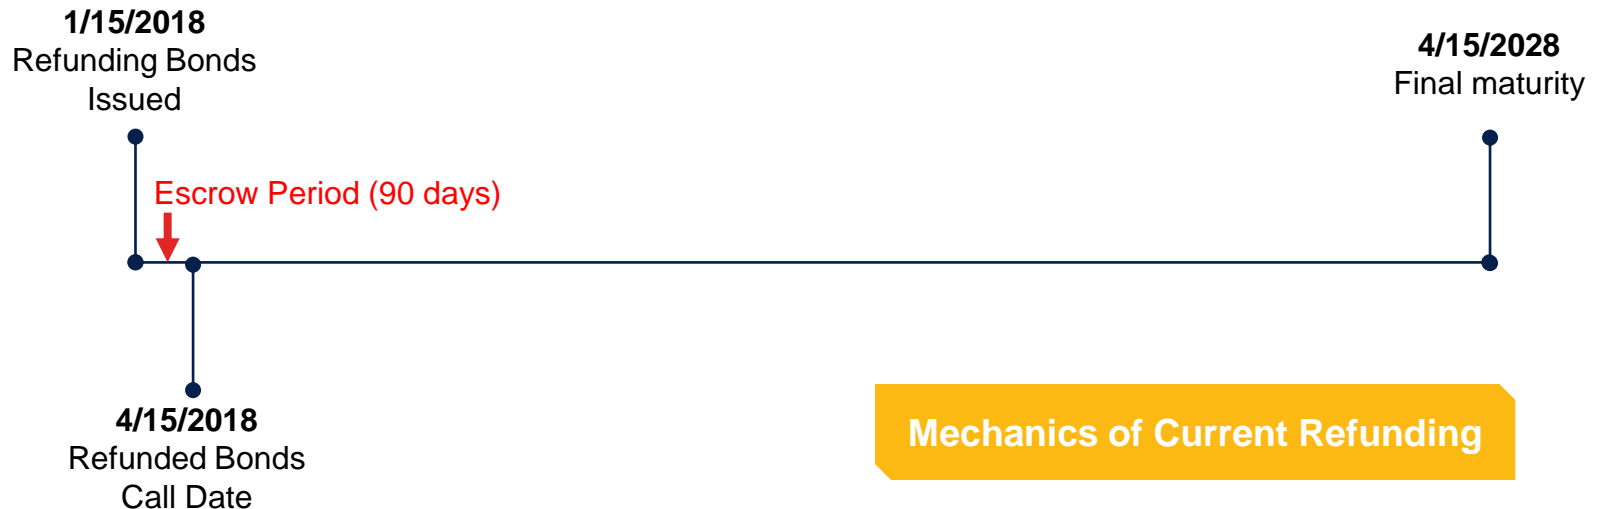 1/15/2018
Refunding Bonds
Issued
4/15/2028
Final maturity
Escrow Period (90 days)
4/15/2018
Refunded Bonds
Call Date
Mechanics of Current Refunding